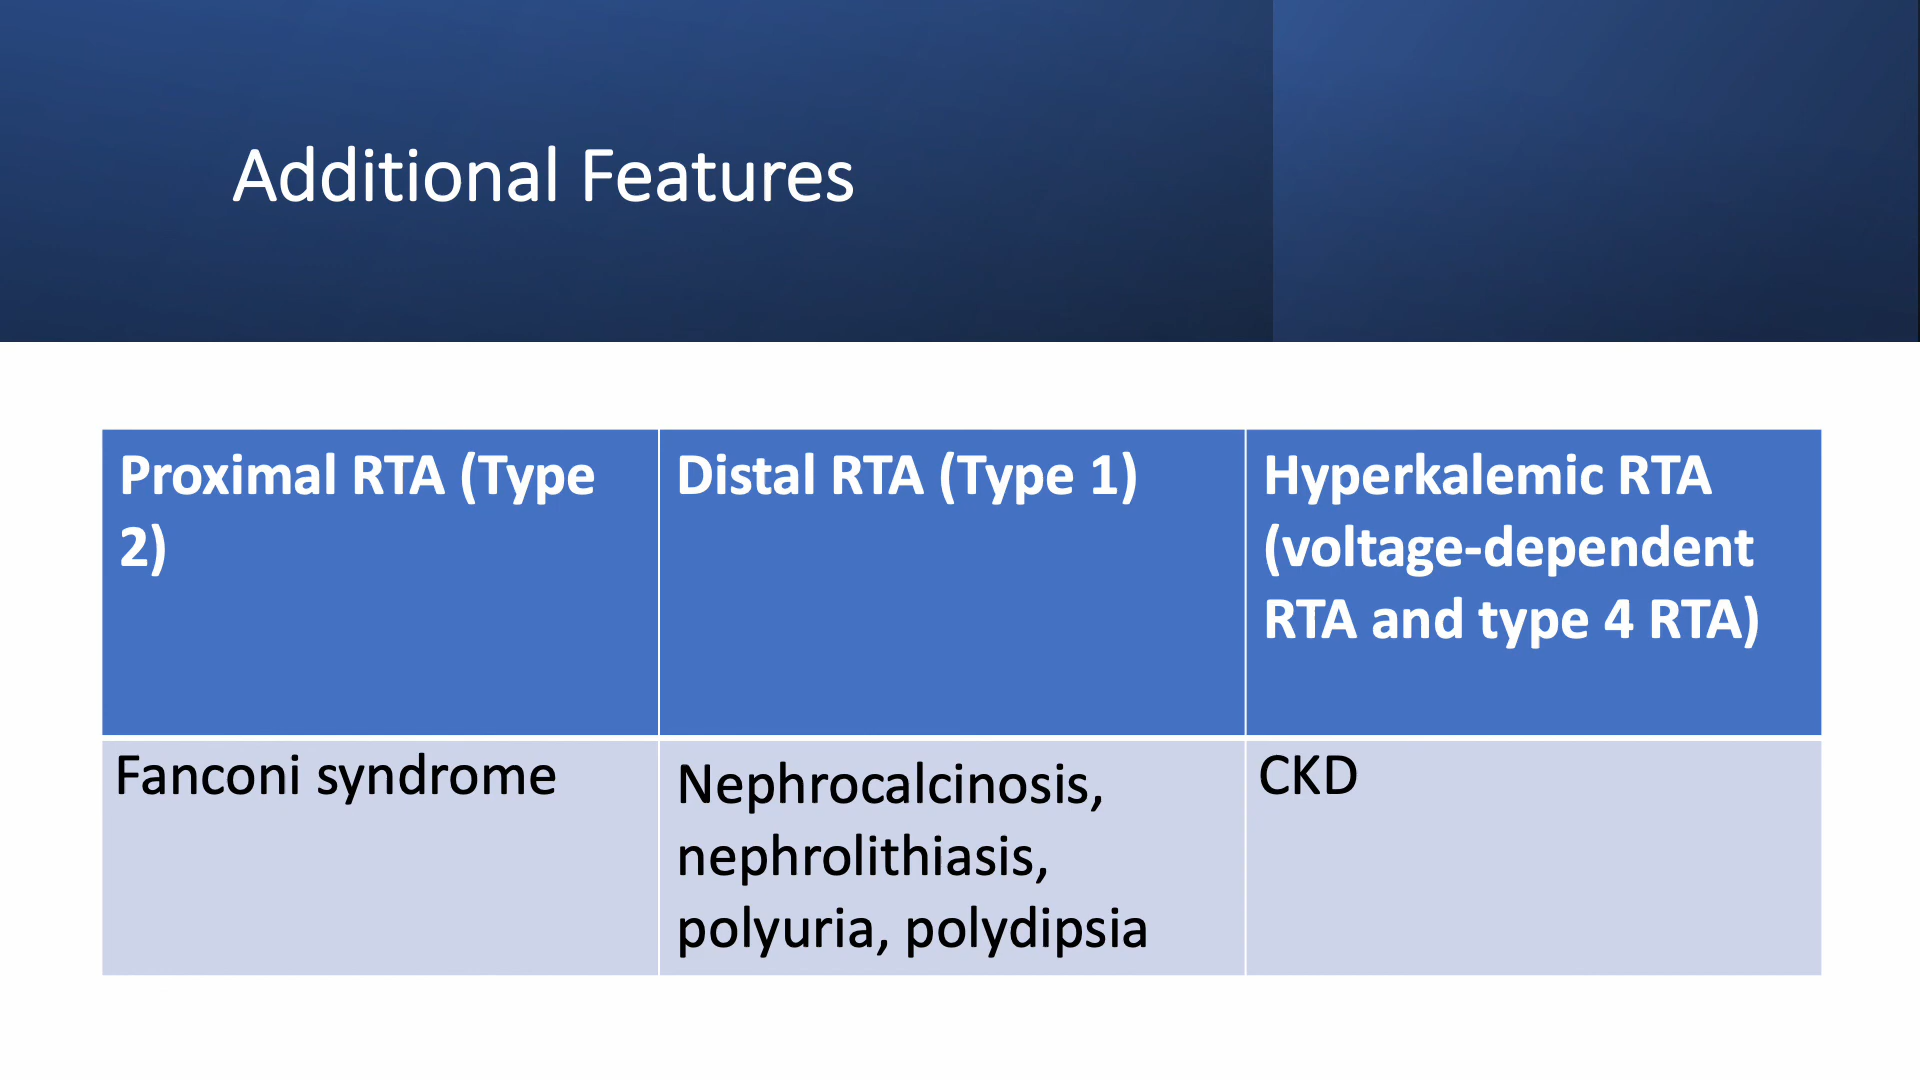 Additional Features
Proximal RTA (Type
2)
Distal RTA (Type 1)
Hyperkalemic RTA
(voltage-dependent
RTA and type 4 RTA)
Fanconi syndrome
Nephrocalcinosis,
nephrolithiasis,
polyuria, polydipsia
CKD